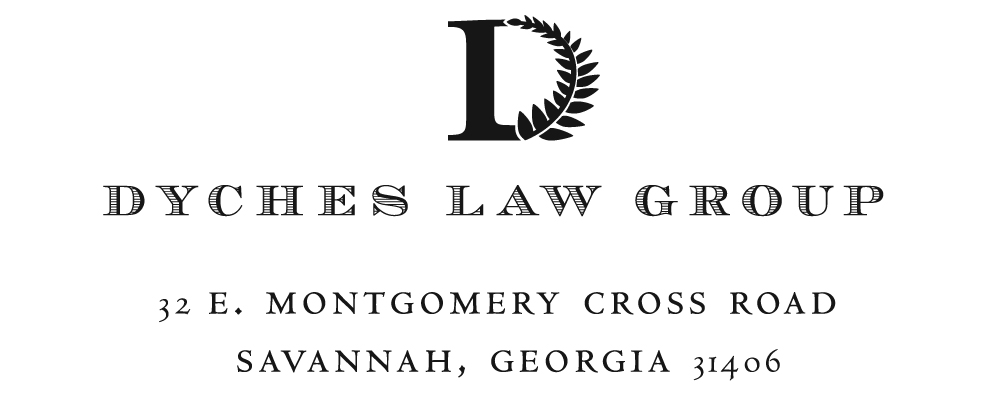 D
DYCHES LAW GROUP
32 E. MONTGOMERY CROSS ROAD
SAVANNAH, GEORGIA 31406